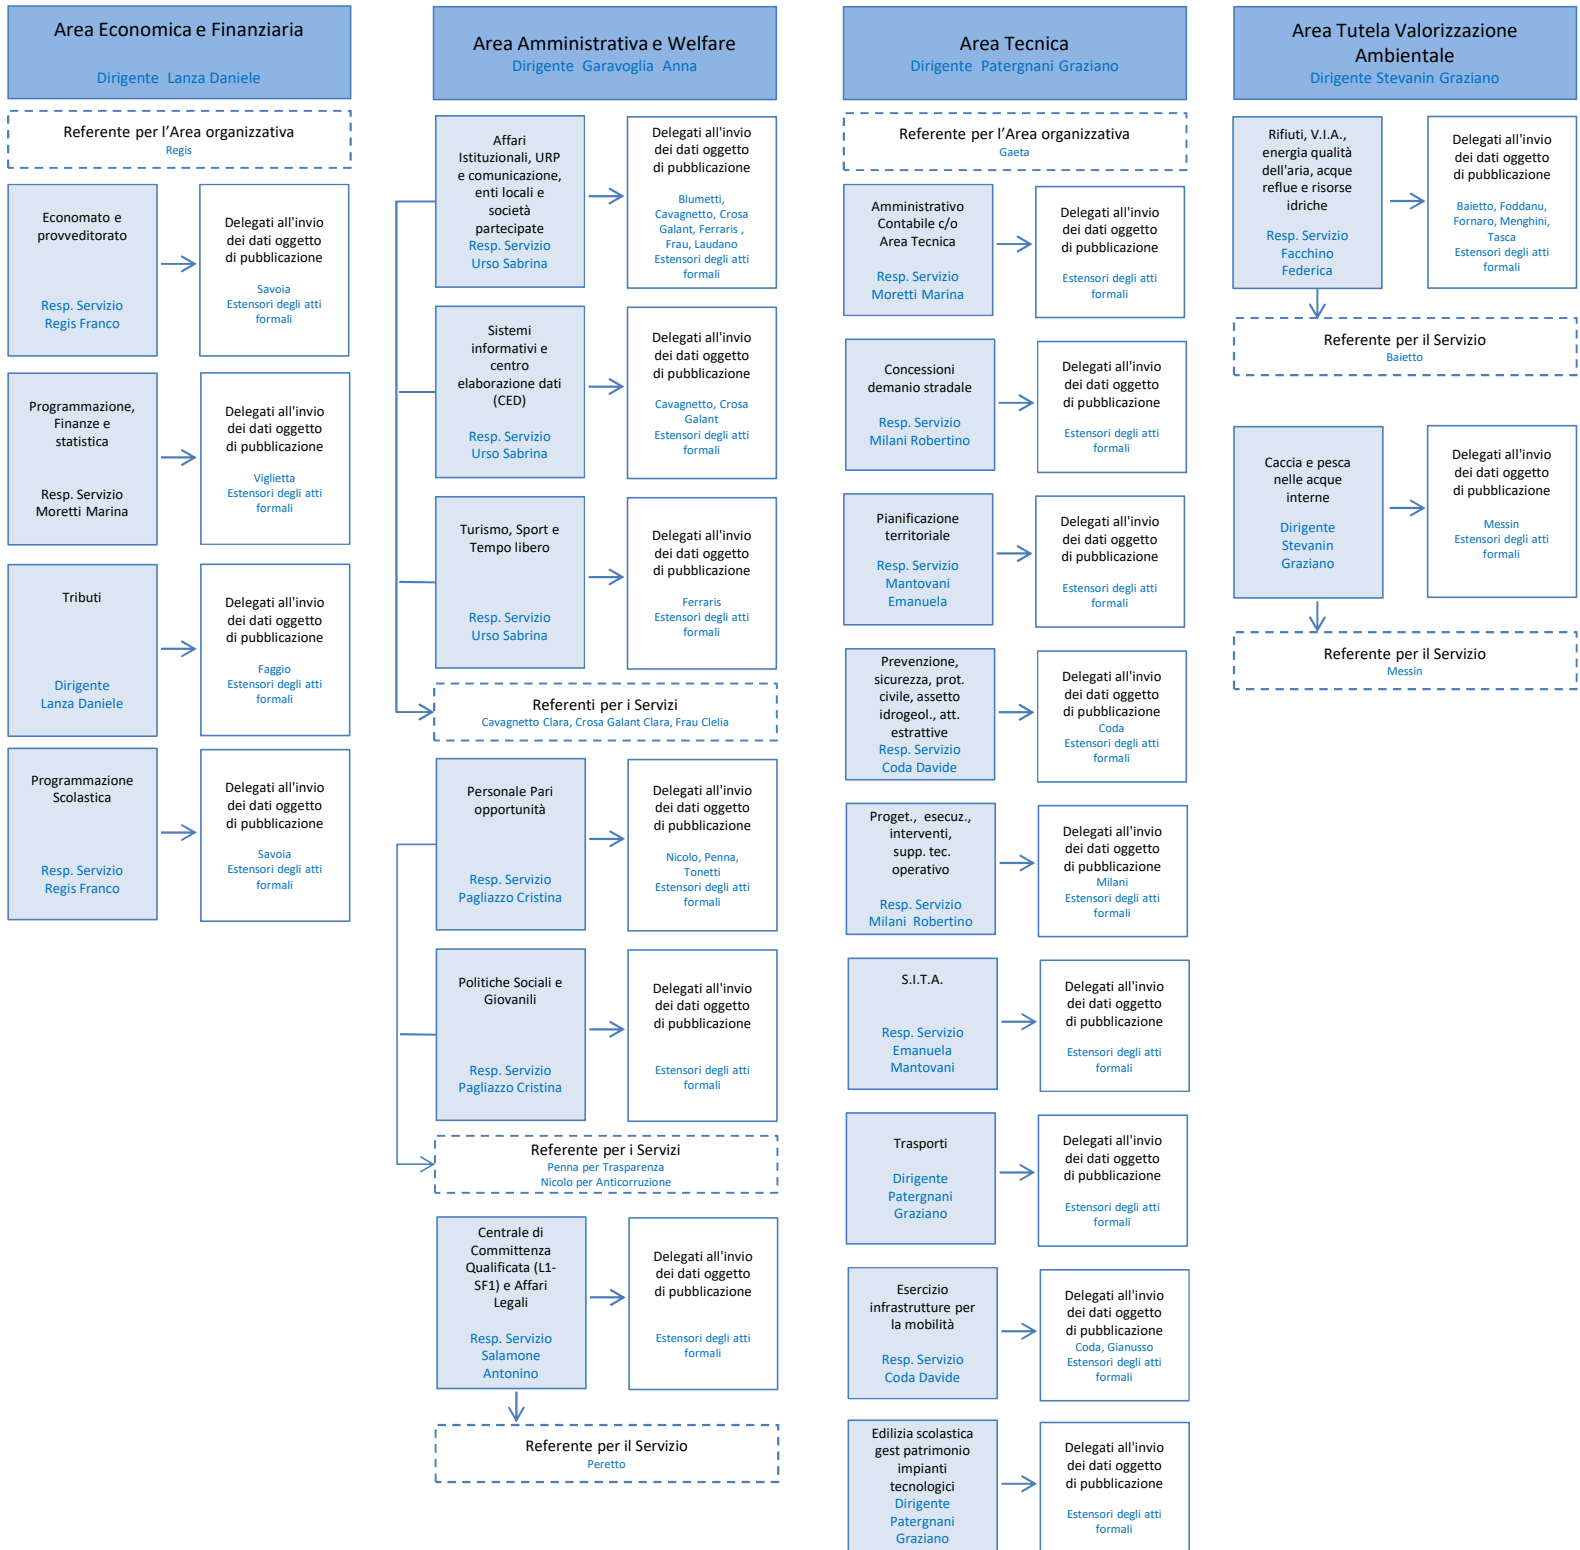 Area Economica e Finanziaria
Dirigente Lanza Daniele
Referente per l'Area organizzativa
Regis
Economato e
provveditorato
Resp. Servizio
Regis Franco
Delegati all'invio
dei dati oggetto
di pubblicazione
Savoia
Estensori degli atti
formali
Programmazione,
Finanze e
statistica
Resp. Servizio
Moretti Marina
Delegati all'invio
dei dati oggetto
di pubblicazione
Viglietta
Estensori degli atti
formali
Tributi
Dirigente
Lanza Daniele
Delegati all'invio
dei dati oggetto
di pubblicazione
Faggio
Estensori degli atti
formali
Programmazione
Scolastica
Resp. Servizio
Regis Franco
Delegati all'invio
dei dati oggetto
di pubblicazione
Savoia
Estensori degli atti
formali
Area Amministrativa e Welfare
Dirigente Garavoglia Anna
Affari
Istituzionali, URP
e comunicazione,
enti locali e
società
partecipate
Resp. Servizio
Urso Sabrina
Delegati all'invio
dei dati oggetto
di pubblicazione
Blumetti,
Cavagnetto, Crosa
Galant, Ferraris ,
Frau, Laudano
Estensori degli atti
formali
Sistemi
informativi e
centro
elaborazione dati
(CED)
Resp. Servizio
Urso Sabrina
Delegati all'invio
dei dati oggetto
di pubblicazione
Cavagnetto, Crosa
Galant
Estensori degli atti
formali
Turismo, Sport e
Tempo libero
Resp. Servizio
Urso Sabrina
Delegati all'invio
dei dati oggetto
di pubblicazione
Ferraris
Estensori degli atti
formali
Referenti per i Servizi
Cavagnetto Clara, Crosa Galant Clara, Frau Clelia
Personale Pari
opportunità
Resp. Servizio
Pagliazzo Cristina
Delegati all'invio
dei dati oggetto
di pubblicazione
Nicolo, Penna,
Tonetti
Estensori degli atti
formali
Politiche Sociali e
Giovanili
Resp. Servizio
Pagliazzo Cristina
Delegati all'invio
dei dati oggetto
di pubblicazione
Estensori degli atti
formali
Referente per i Servizi
Penna per Trasparenza
Nicolo per Anticorruzione
Centrale di
Committenza
Qualificata (L1-
SF1) e Affari
Legali
Resp. Servizio
Salamone
Antonino
Delegati all'invio
dei dati oggetto
di pubblicazione
Estensori degli atti
formali
Referente per il Servizio
Peretto
Area Tecnica
Dirigente Patergnani Graziano
Referente per l'Area organizzativa
Gaeta
Amministrativo
Contabile c/o
Area Tecnica
Resp. Servizio
Moretti Marina
Delegati all'invio
dei dati oggetto
di pubblicazione
Estensori degli atti
formali
Concessioni
demanio stradale
Resp. Servizio
Milani Robertino
Delegati all'invio
dei dati oggetto
di pubblicazione
Estensori degli atti
formali
Pianificazione
territoriale
Resp. Servizio
Mantovani
Emanuela
Delegati all'invio
dei dati oggetto
di pubblicazione
Estensori degli atti
formali
Prevenzione,
sicurezza, prot.
civile, assetto
idrogeol., att.
estrattive
Resp. Servizio
Coda Davide
Delegati all'invio
dei dati oggetto
di pubblicazione
Coda
Estensori degli atti
formali
Proget., esecuz.,
interventi,
supp. tec.
operativo
Resp. Servizio
Milani Robertino
Delegati all'invio
dei dati oggetto
di pubblicazione
Milani
Estensori degli atti
formali
S.I.T.A.
Resp. Servizio
Emanuela
Mantovani
Delegati all'invio
dei dati oggetto
di pubblicazione
Estensori degli atti
formali
Trasporti
Dirigente
Patergnani
Graziano
Delegati all'invio
dei dati oggetto
di pubblicazione
Estensori degli atti
formali
Esercizio
infrastrutture per
la mobilità
Resp. Servizio
Coda Davide
Delegati all'invio
dei dati oggetto
di pubblicazione
Coda, Gianusso
Estensori degli atti
formali
Edilizia scolastica
gest patrimonio
impianti
tecnologici
Dirigente
Patergnani
Graziano
Delegati all'invio
dei dati oggetto
di pubblicazione
Estensori degli atti
formali
Area Tutela Valorizzazione
Ambientale
Dirigente Stevanin Graziano
Rifiuti, V.I.A.,
energia qualità
dell'aria, acque
reflue e risorse
idriche
Resp. Servizio
Facchino
Federica
Delegati all'invio
dei dati oggetto
di pubblicazione
Baietto, Foddanu,
Fornaro, Menghini,
Tasca
Estensori degli atti
formali
Referente per il Servizio
Baietto
Caccia e pesca
nelle acque
interne
Dirigente
Stevanin
Graziano
Delegati all'invio
dei dati oggetto
di pubblicazione
Messin
Estensori degli atti
formali
Referente per il Servizio
Messin